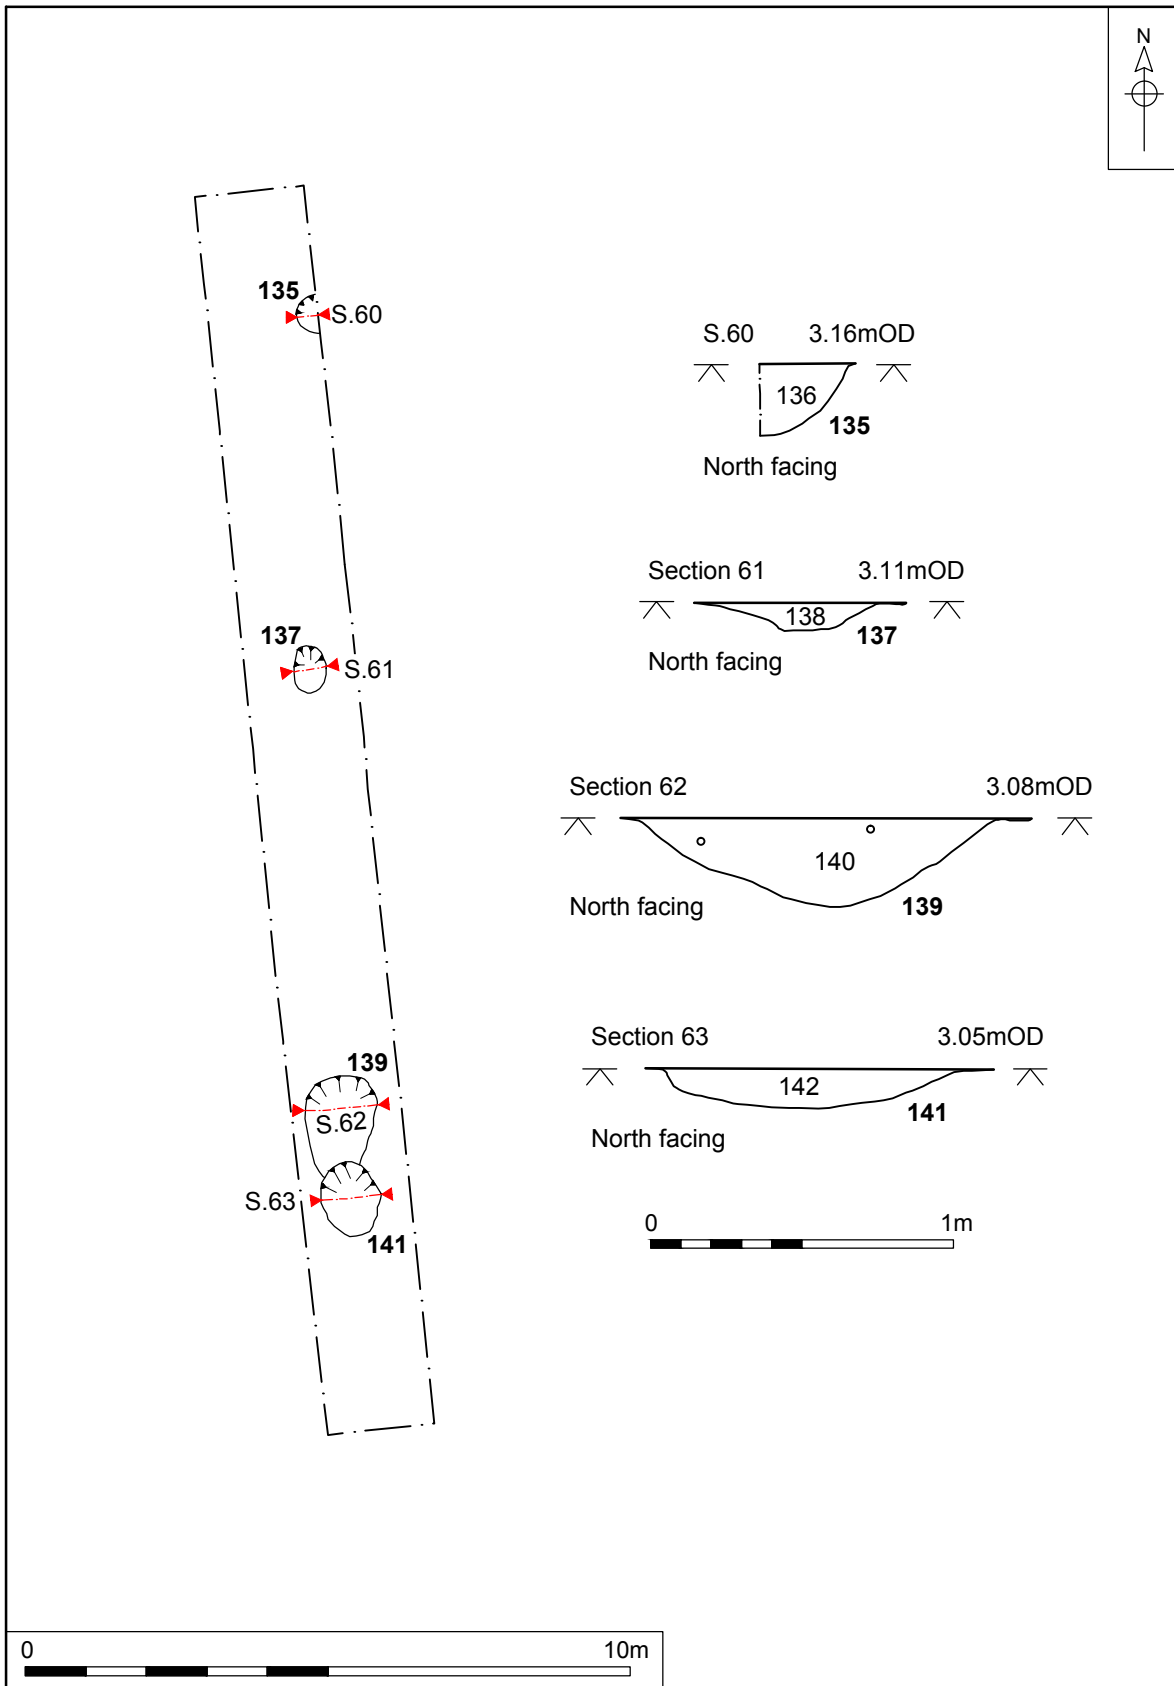 N
135
S.60
137
S.61
139
S.62
S.63
141
S.60 3.16mOD
136
135
North facing
Section 61 3.11mOD
138
137
North facing
Section 62 3.08mOD
140
North facing
139
Section 63 3.05mOD
142
141
North facing
0 1m
0 10m